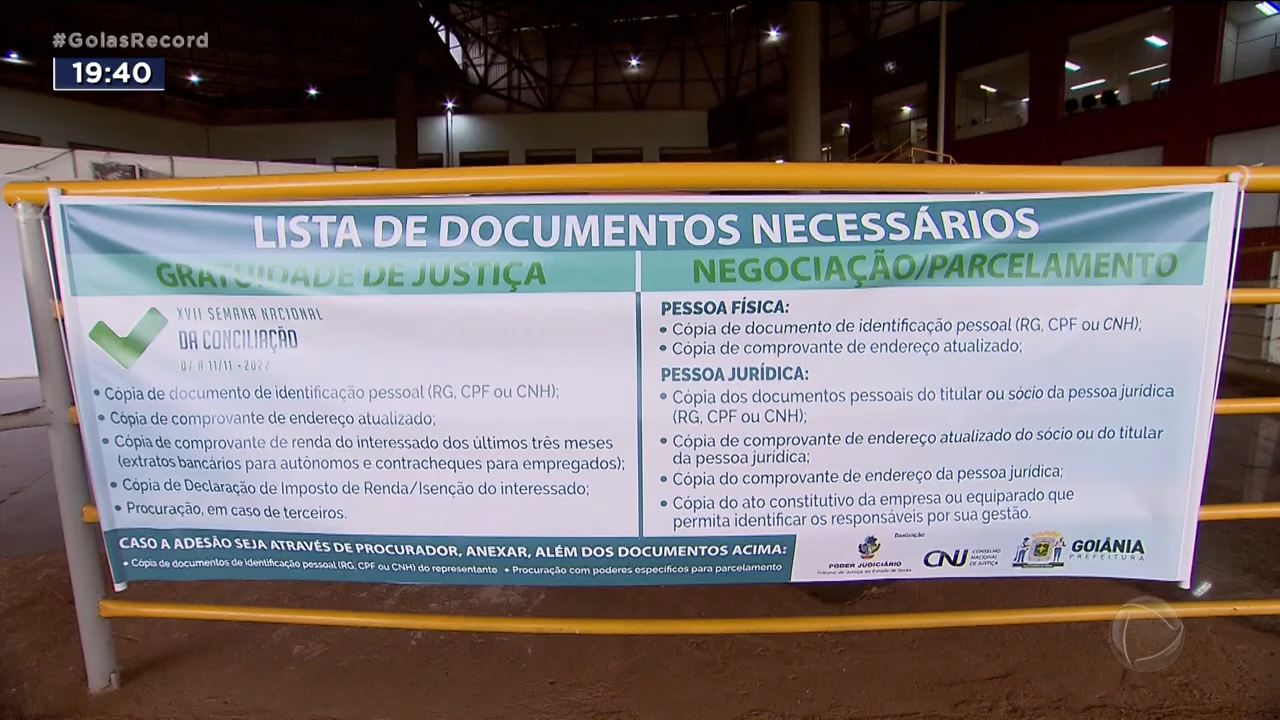 #GoiasRecord
19:40
LISTA DE DOCUMENTOS NECESSÁRIOS
GRATUIDADE DE JUSTIÇA
XVII SEMANA NACIONAL
DA CONCILIAÇÃO
07 A 11/11 • 2022
• Cópia de documento de identificação pessoal (RG, CPF ou CNH);
• Cópia de comprovante de endereço atualizado;
• Cópia de comprovante de renda do interessado dos últimos três meses
(extratos bancários para autônomos e contracheques para empregados);
• Cópia de Declaração de Imposto de Renda/Isenção do interessado;
• Procuração, em caso de terceiros.
NEGOCIAÇÃO/PARCELAMENTO
PESSOA FÍSICA:
• Cópia de documento de identificação pessoal (RG, CPF ou CNH);
• Cópia de comprovante de endereço atualizado;
PESSOA JURÍDICA:
• Cópia dos documentos pessoais do titular ou sócio da pessoa jurídica
(RG, CPF ou CNH);
• Cópia de comprovante de endereço atualizado do sócio ou do titular
da pessoa jurídica;
• Cópia do comprovante de endereço da pessoa jurídica;
• Cópia do ato constitutivo da empresa ou equiparado que
permita identificar os responsáveis por sua gestão.
CASO A ADESÃO SEJA ATRAVÉS DE PROCURADOR, ANEXAR, ALÉM DOS DOCUMENTOS ACIMA:
• Cópia de documentos de identificação pessoal (RG, CPF ou CNH) do representante • Procuração com poderes específicos para parcelamento
Realização:
PODER JUDICIÁRIO
Tribunal de Justiça do Estado de Goiás
CNJ CONSELHO
NACIONAL
DE JUSTIÇA
GOIÂNIA
PREFEITURA